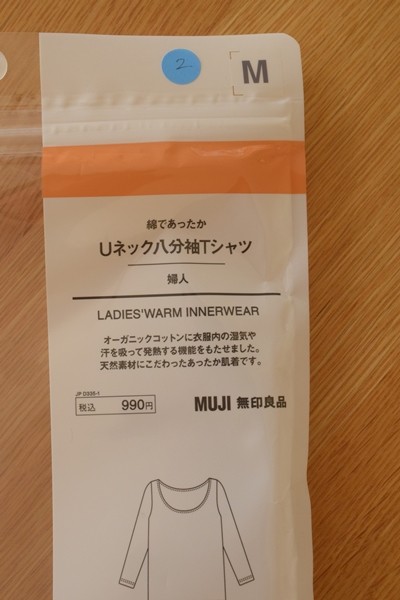 2
M
綿であったか
Uネック八分袖Tシャツ
婦人
LADIES'WARM INNERWEAR
オーガニックコットンに衣服内の湿気や
汗を吸って発熱する機能をもたせました。
天然素材にこだわったあったか肌着です。
税込 990円
MUJI 無印良品